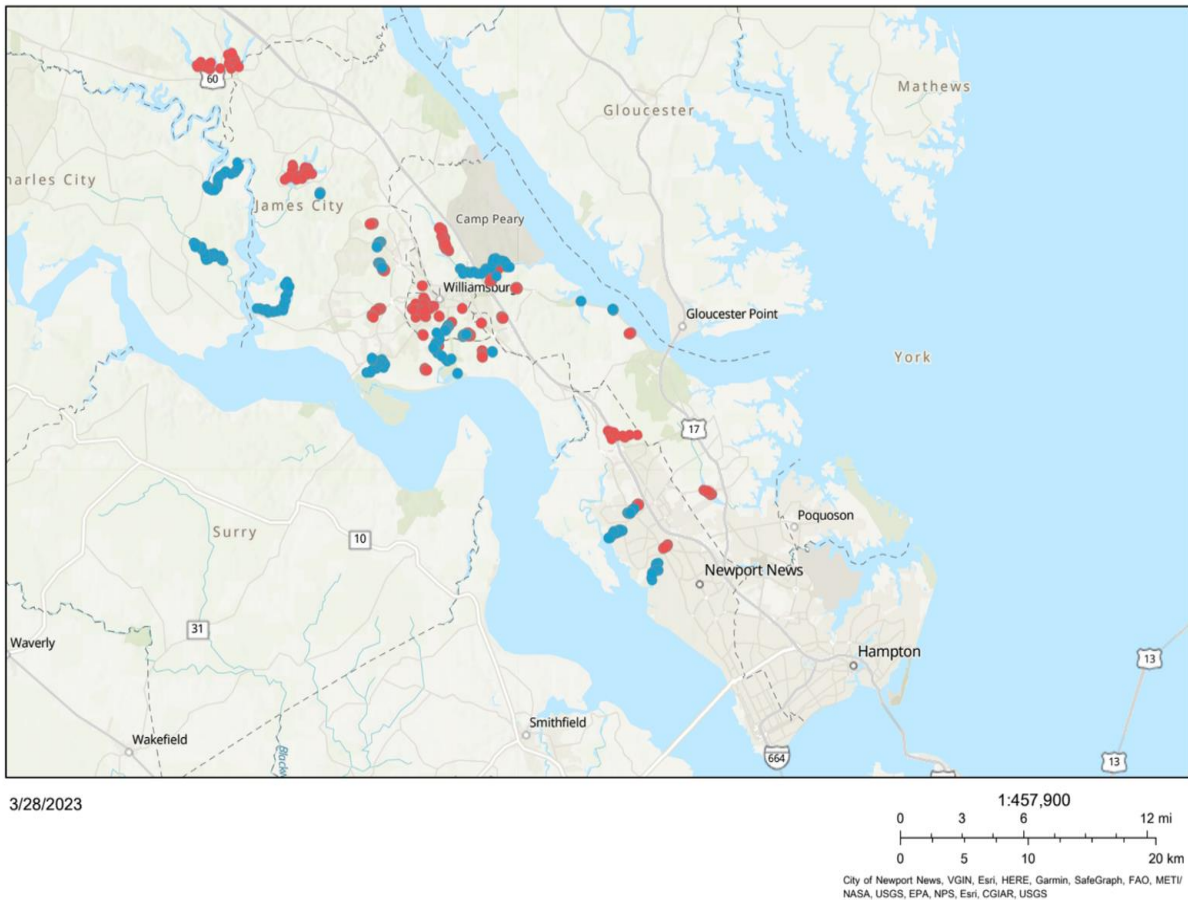 Mathews
Gloucester
60
harles City
James City
Camp Peary
Williamsburg
Gloucester Point
York
17
Poquoson
Surry
10
Newport News
31
Waverly
Hampton
13
Smithfield
Wakefield
Blackw
664
13
3/28/2023
1:457,900
0 3 6 12 mi
0 5 10 20 km
City of Newport News, VGIN, Esri, HERE, Garmin, SafeGraph, FAO, METI/
NASA, USGS, EPA, NPS, Esri, CGIAR, USGS